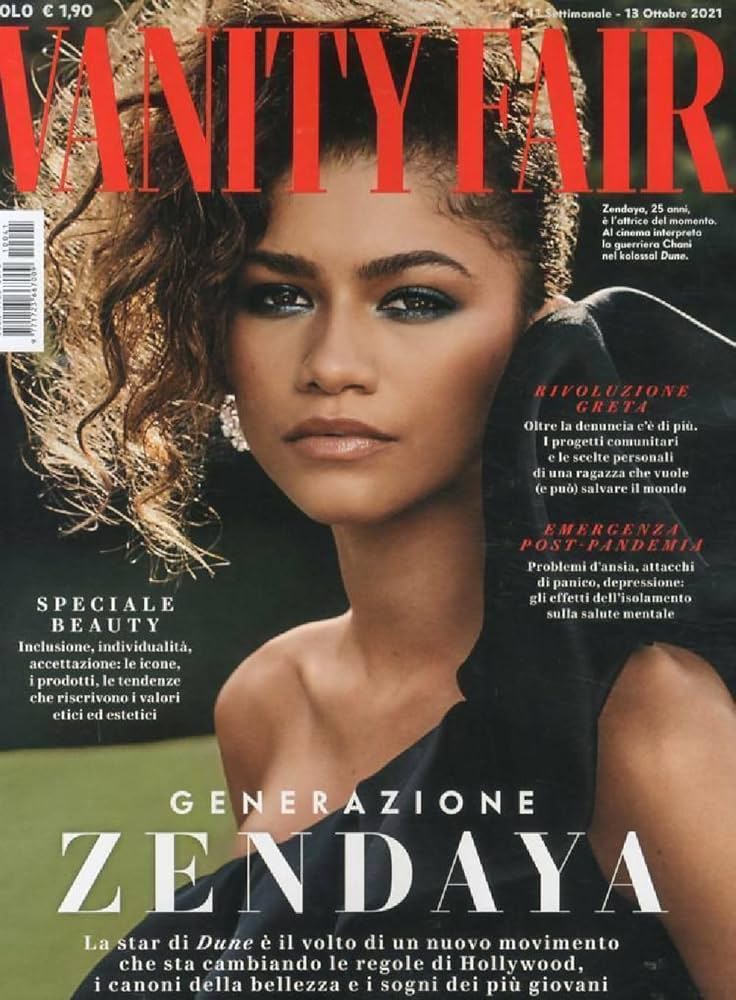 OLO € 1,90
n. 41 Settimanale - 13 Ottobre 2021
VANITY FAIR
Zendaya, 25 anni,
è l'attrice del momento.
Al cinema interpreta
la guerriera Chani
nel kolossal Dune.
10041
9 771723 667009
RIVOLUZIONE
GRETA
Oltre la denuncia c'è di più.
I progetti comunitari
e le scelte personali
di una ragazza che vuole
(e può) salvare il mondo
EMERGENZA
POST-PANDEMIA
Problemi d'ansia, attacchi
di panico, depressione:
gli effetti dell'isolamento
sulla salute mentale
SPECIALE
BEAUTY
Inclusione, individualità,
accettazione: le icone,
i prodotti, le tendenze
che riscrivono i valori
etici ed estetici
GENERAZIONE
ZENDAYA
La star di Dune è il volto di un nuovo movimento
che sta cambiando le regole di Hollywood,
i canoni della bellezza e i sogni dei più giovani